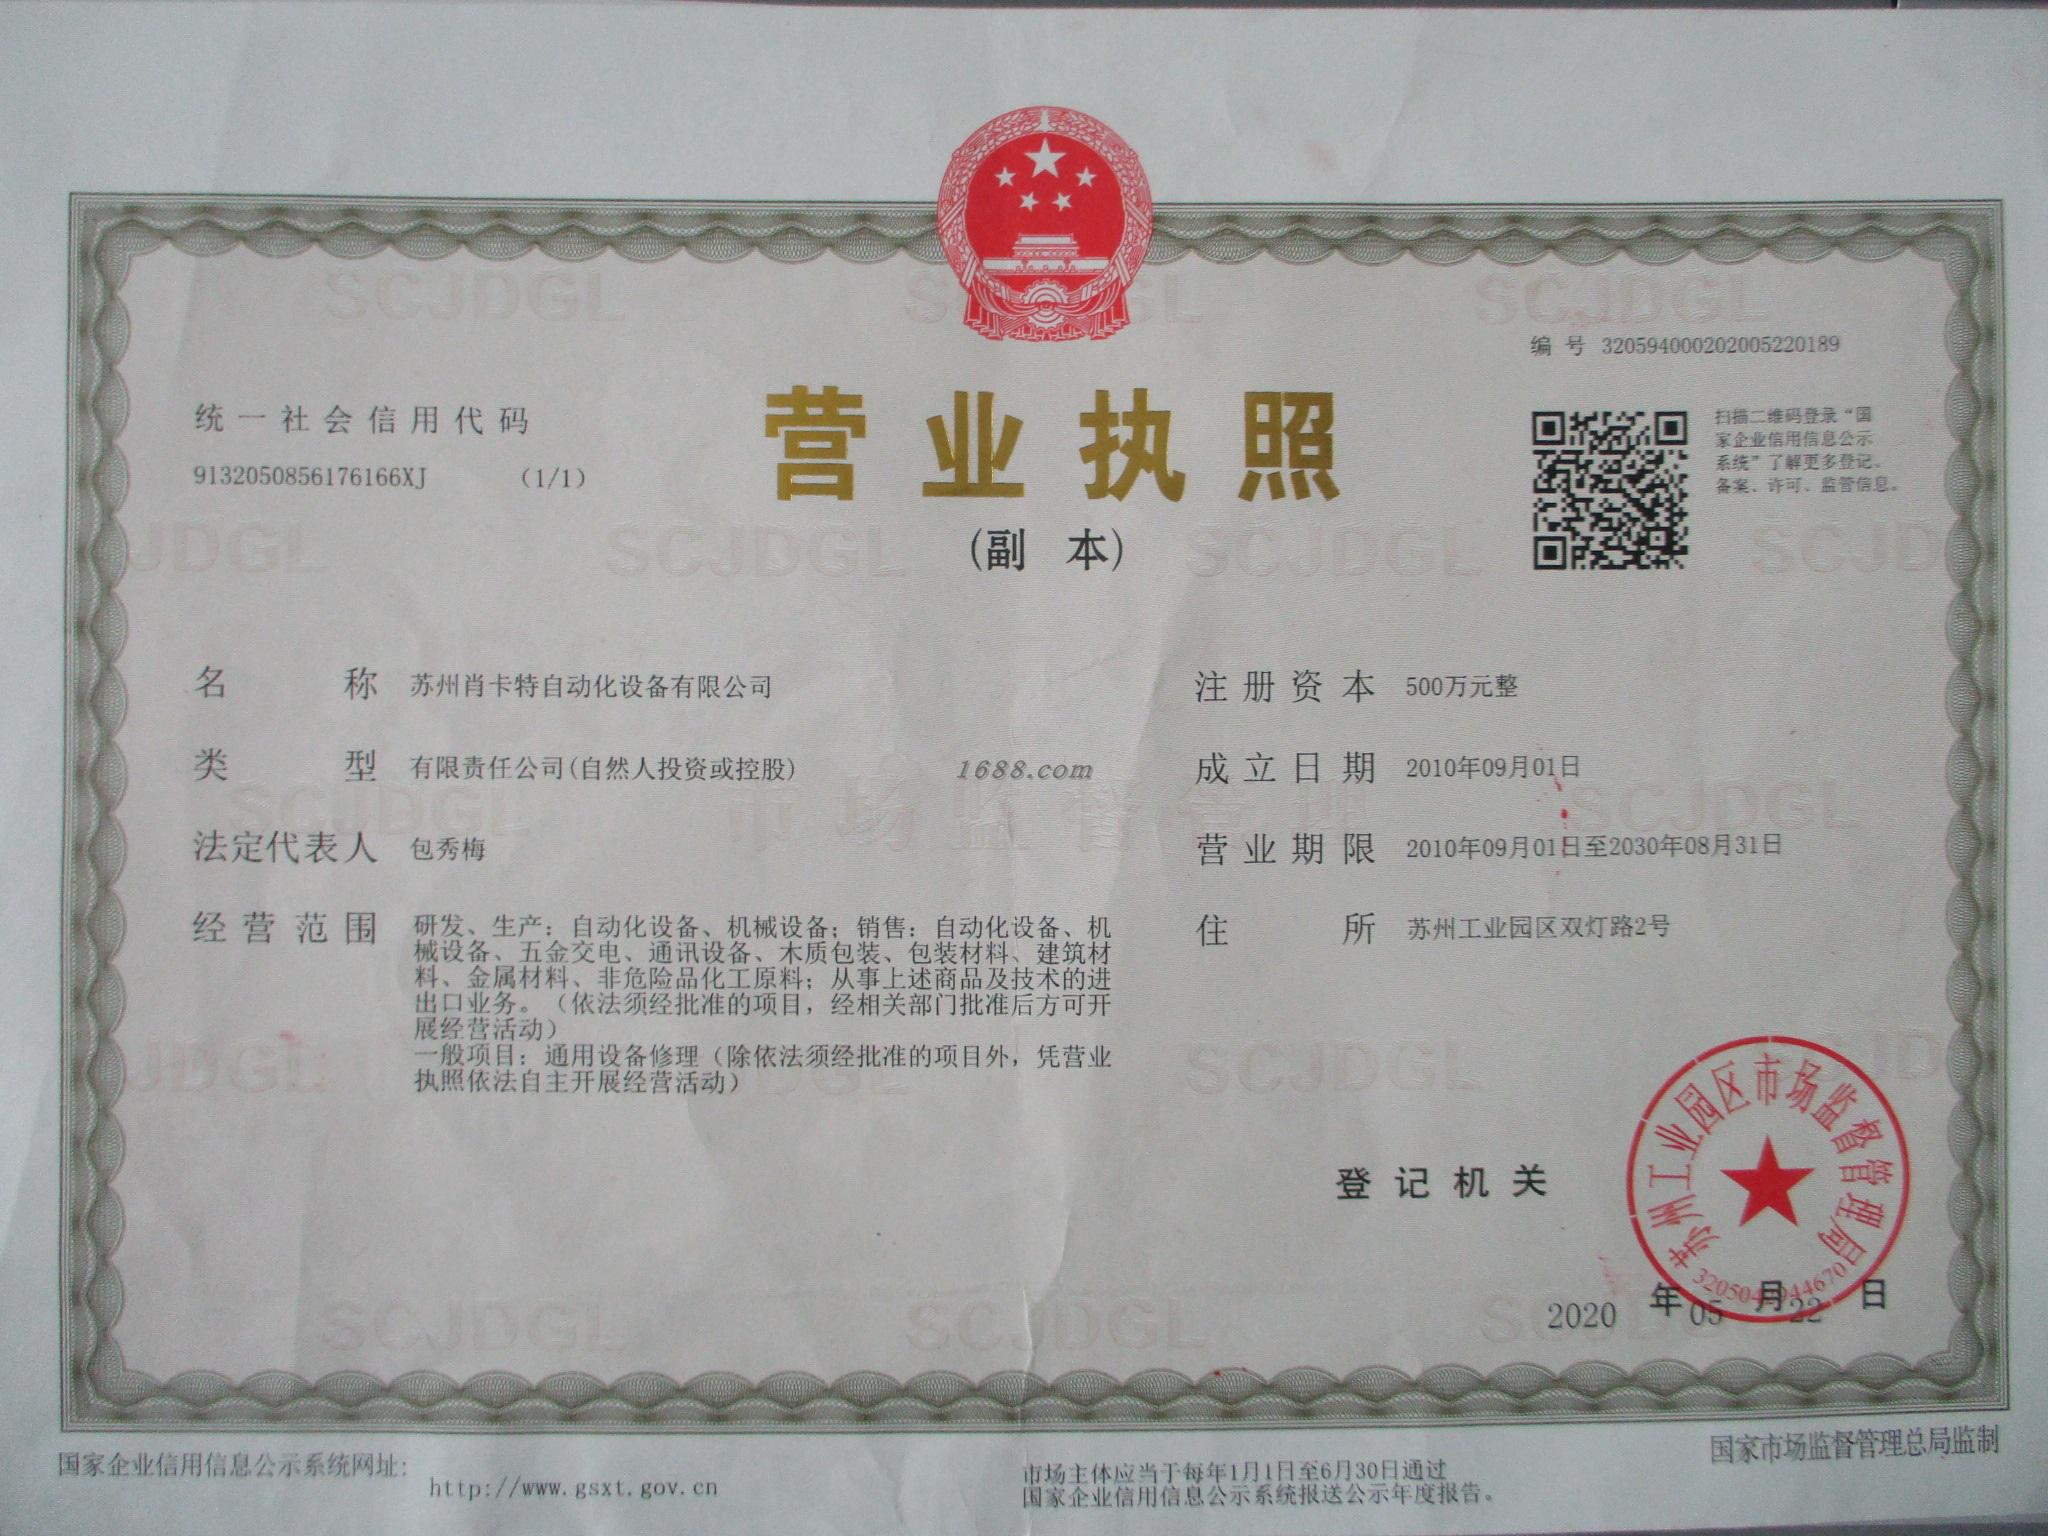 编 号 320594000202005220189
统一社会信用代码
9132050856176166XJ (1/1)
营业执照
(副 本)
扫描二维码登录“国
家企业信用信息公示
系统”了解更多登记、
备案、许可、监管信息。
名 称 苏州肖卡特自动化设备有限公司
类 型 有限责任公司(自然人投资或控股)
法定代表人 包秀梅
经营范围 研发、生产：自动化设备、机械设备；销售：自动化设备、机
械设备、五金交电、通讯设备、木质包装、包装材料、建筑材
料、金属材料、非危险品化工原料；从事上述商品及技术的进
出口业务。（依法须经批准的项目，经相关部门批准后方可开
展经营活动）
一般项目：通用设备修理（除依法须经批准的项目外，凭营业
执照依法自主开展经营活动）
1688.com
注册资本 500万元整
成立日期 2010年09月01日
营业期限 2010年09月01日至2030年08月31日
住 所 苏州工业园区双灯路2号
登记机关
苏州工业园区市场监督管理局
2020 年 05 月 22 日
国家企业信用信息公示系统网址：
http://www.gsxt.gov.cn
市场主体应当于每年1月1日至6月30日通过
国家企业信用信息公示系统报送公示年度报告。
国家市场监督管理总局监制
SCJDGL
市场监督管理